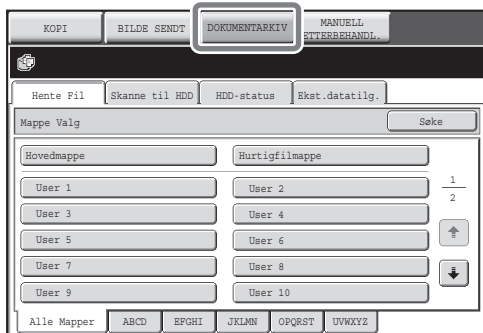 KOPI
BILDE SENDT
DOKUMENTARKIV
MANUELL
ETTERBEHANDL.
Hente Fil
Skanne til HDD
HDD-status
Ekst.datatilg.
Mappe Valg
Søke
Hovedmappe
Hurtigfilmappe
User 1
User 2
1
2
User 3
User 4
User 5
User 6
User 7
User 8
User 9
User 10
Alle Mapper
ABCD
EFGHI
JKLMN
OPQRST
UVWXYZ